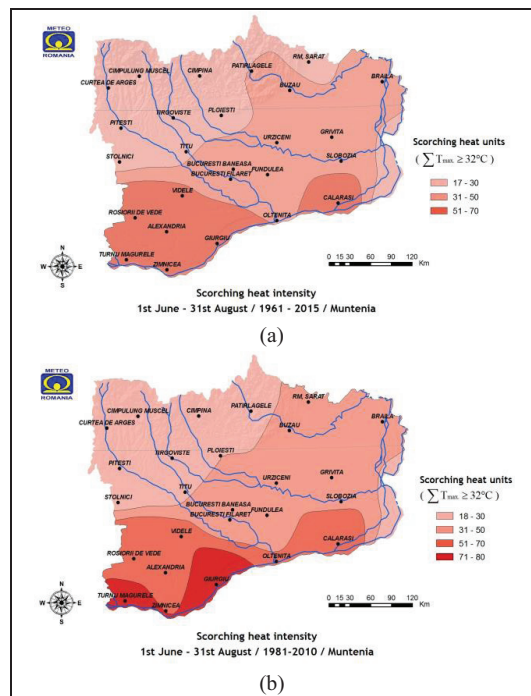 METEO
ROMANIA
PATIRLAGELE
RM. SARAT
CIMPULUNG MUSCEL
CIMPINA
BRAILA
CURTEA DE ARGES
BUZAU
TIRGOVISTE
PLOIESTI
PITESTI
URZICENI
GRIVITA
TITU
STOLNICI
SLOBOZIA
BUCURESTI BANEASA
FUNDULEA
BUCURESTI FILARET
VIDELE
CALARASI
ROSIORII DE VEDE
OLTENITA
ALEXANDRIA
GIURGIU
TURNU MAGURELE
ZIMNICEA
Scorching heat units
( ∑ Tmax. ≥ 32°C )
17 - 30
31 - 50
51 - 70
N
W E
S
0 15 30 60 90 120
Km
Scorching heat intensity
1st June - 31st August / 1961 - 2015 / Muntenia
(a)
METEO
ROMANIA
PATIRLAGELE
RM. SARAT
CIMPULUNG MUSCEL
CIMPINA
BRAILA
CURTEA DE ARGES
BUZAU
TIRGOVISTE
PLOIESTI
PITESTI
URZICENI
GRIVITA
TITU
STOLNICI
SLOBOZIA
BUCURESTI BANEASA
FUNDULEA
BUCURESTI FILARET
VIDELE
CALARASI
ROSIORII DE VEDE
OLTENITA
ALEXANDRIA
GIURGIU
TURNU MAGURELE
ZIMNICEA
Scorching heat units
( ∑ Tmax. ≥ 32°C )
18 - 30
31 - 50
51 - 70
71 - 80
N
W E
S
0 15 30 60 90 120
Km
Scorching heat intensity
1st June - 31st August / 1981-2010 / Muntenia
(b)